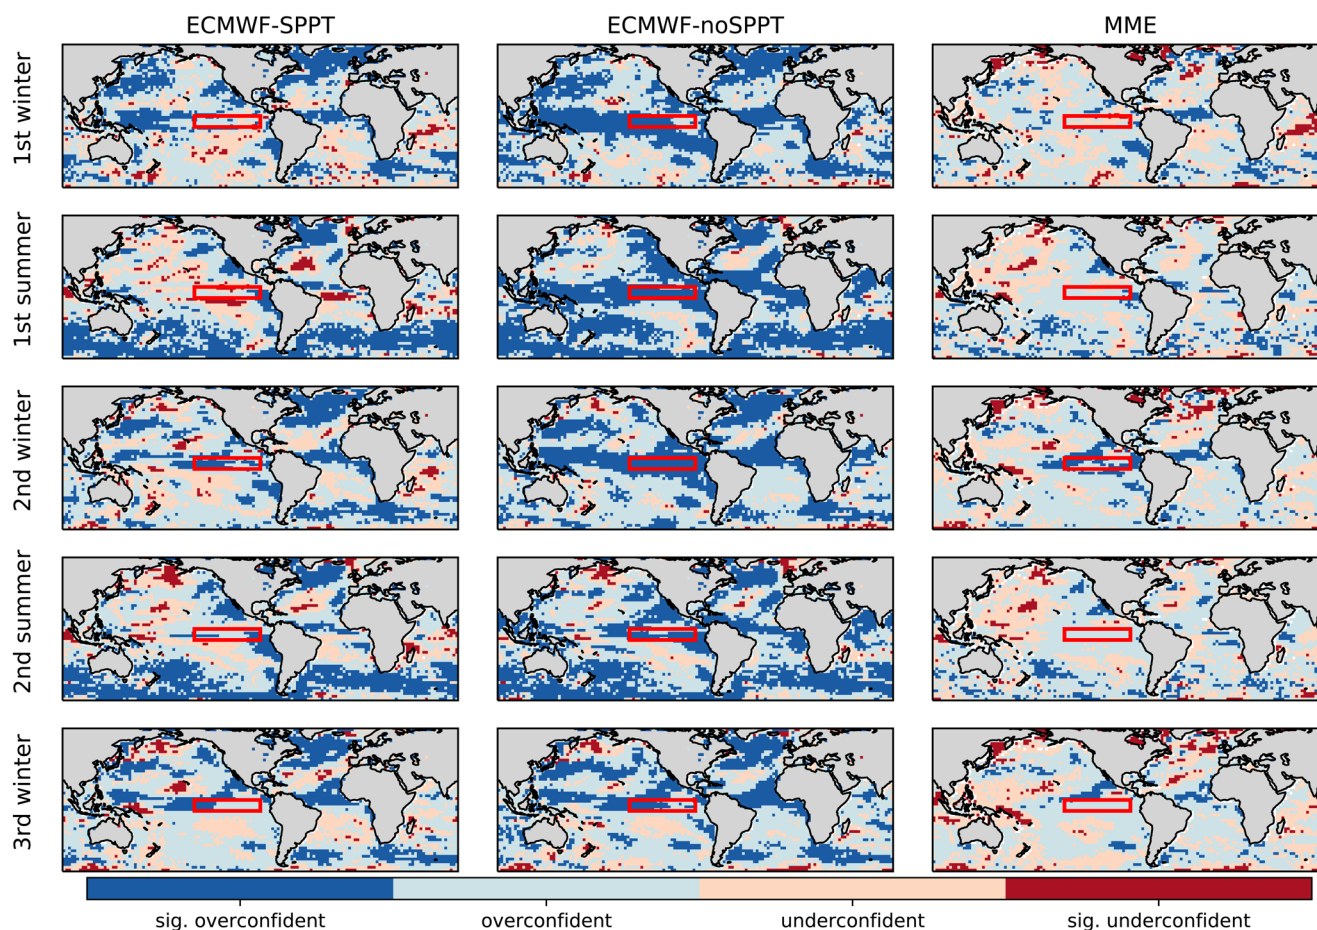 ECMWF-SPPT
ECMWF-noSPPT
MME
1st winter
1st summer
2nd winter
2nd summer
3rd winter
sig. overconfident
overconfident
underconfident
sig. underconfident